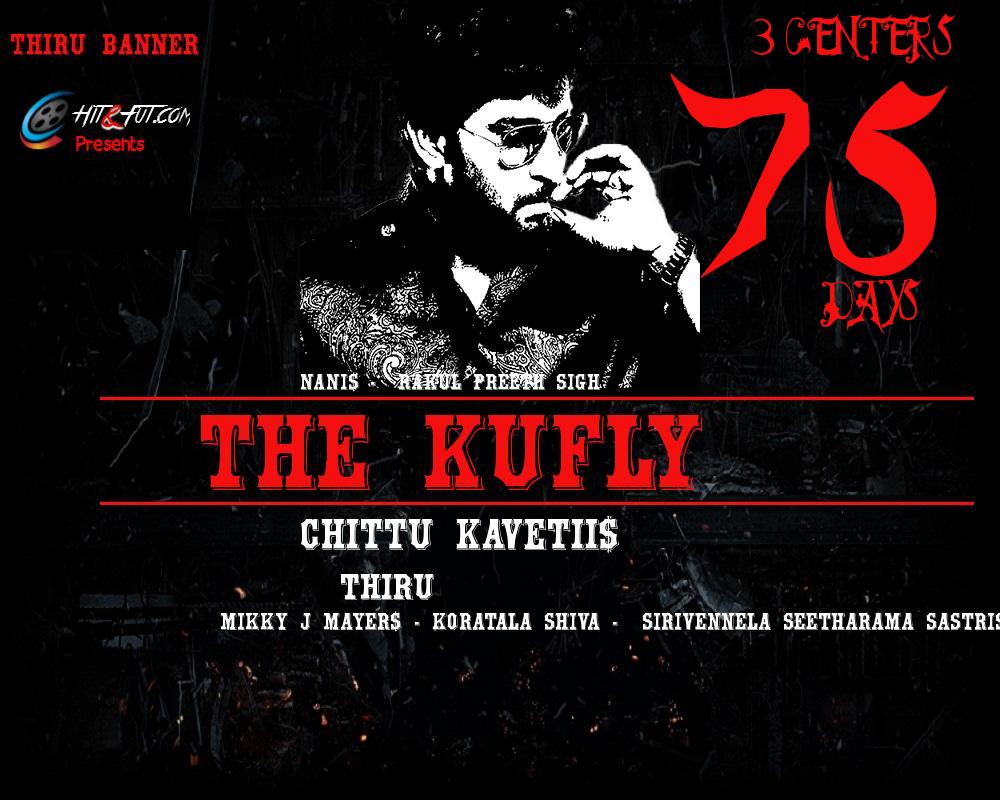 THIRU BANNER
HIT&FUT.COM
Presents
3 CENTERS
75
DAYS
NANI$ - RAKUL PREETH SIGH
THE KUFLY
CHITTU KAVETII$
THIRU
MIKKY J MAYER$ - KORATALA SHIVA - SIRIVENNELA SEETHARAMA SASTRI$